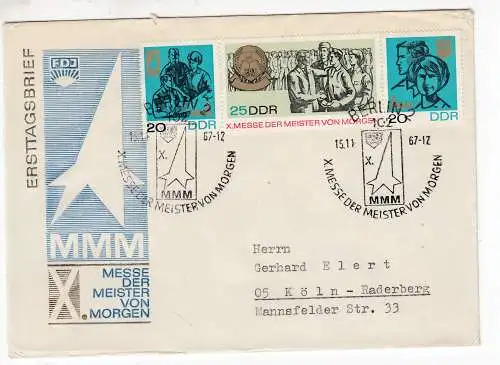 ERSTTAGSBRIEF
FDJ
MMM
X. MESSE
DER
MEISTER
VON
MORGEN
20 DDR
25 DDR
X. MESSE DER MEISTER VON MORGEN
20 DDR
BERLIN
15.11 67-12
X.
MMM
X. MESSE DER MEISTER VON MORGEN
BERLIN
15.11 67-12
X.
MMM
X. MESSE DER MEISTER VON MORGEN
Herrn
Gerhard Elert
05 Köln - Raderberg
Mannsfelder Str. 33